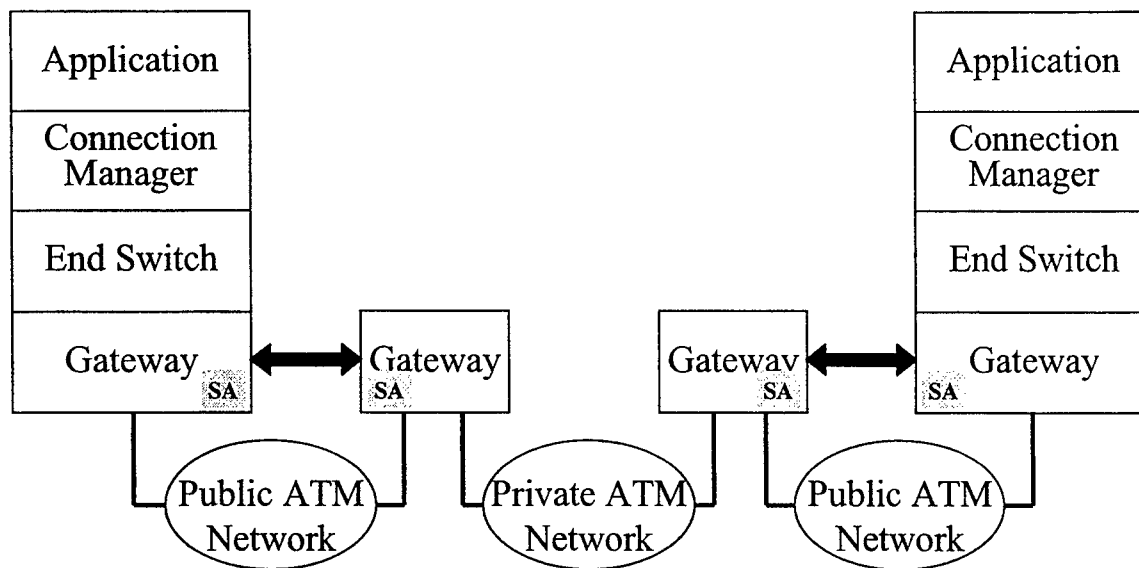 Application
Connection
Manager
End Switch
Gateway
SA
Gateway
SA
Gateway
SA
Application
Connection
Manager
End Switch
Gateway
SA
Public ATM
Network
Private ATM
Network
Public ATM
Network